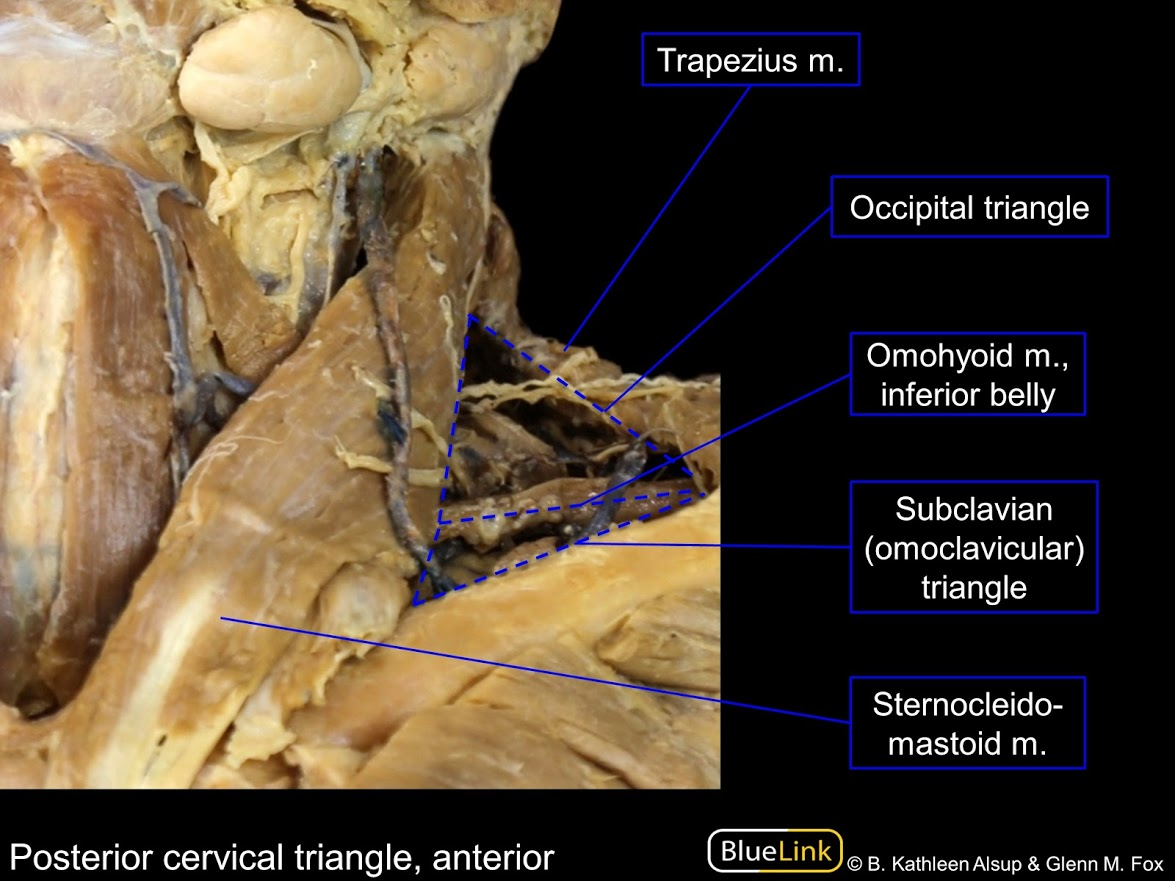 Trapezius m.
Occipital triangle
Omohyoid m.,
inferior belly
Subclavian
(omoclavicular)
triangle
Sternocleido-
mastoid m.
Posterior cervical triangle, anterior
BlueLink
© B. Kathleen Alsup & Glenn M. Fox